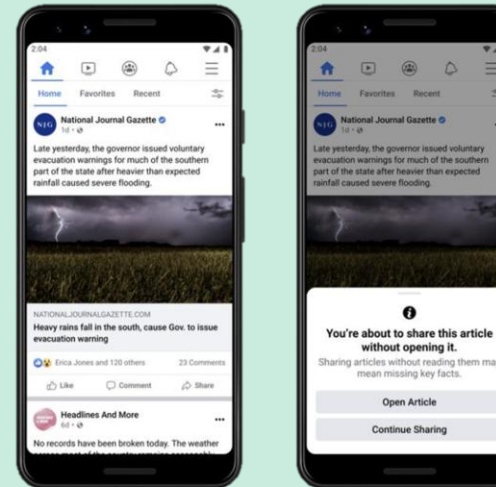 2:04
Home Favorites Recent
NJG
National Journal Gazette
1d
Late yesterday, the governor issued voluntary
evacuation warnings for much of the southern
part of the state after heavier than expected
rainfall caused severe flooding.
NATIONALJOURNALGAZETTE.COM
Heavy rains fall in the south, cause Gov. to issue
evacuation warning
Erica Jones and 120 others 23 Comments
Like Comment Share
Headlines And More
6d
No records have been broken today. The weather
2:04
Home Favorites Recent
NJG
National Journal Gazette
1d
Late yesterday, the governor issued voluntary
evacuation warnings for much of the southern
part of the state after heavier than expected
rainfall caused severe flooding.
You're about to share this article
without opening it.
Sharing articles without reading them may
mean missing key facts.
Open Article
Continue Sharing